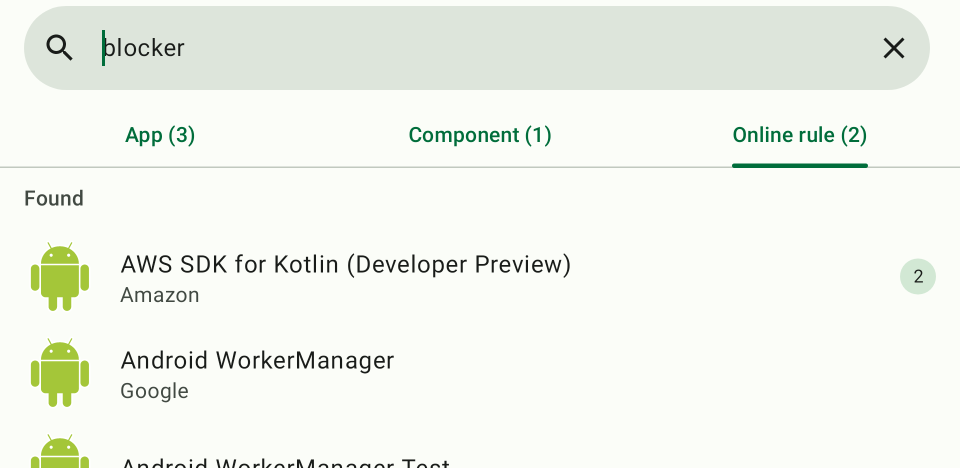 blocker
App (3)
Component (1)
Online rule (2)
Found
AWS SDK for Kotlin (Developer Preview)
Amazon
2
Android WorkerManager
Google
Android WorkerManager Test